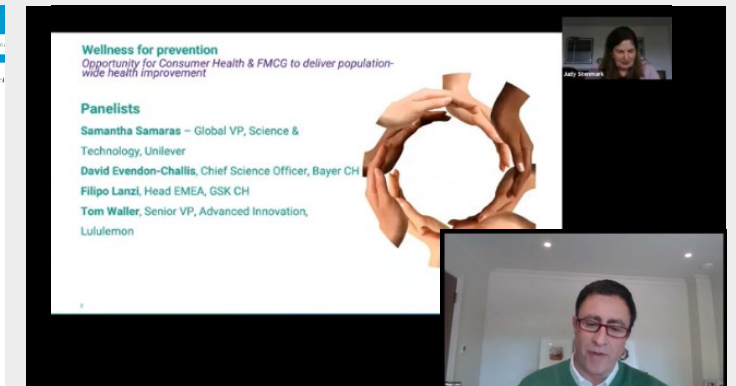 Wellness for prevention
Opportunity for Consumer Health & FMCG to deliver population-
wide health improvement
Panelists
Samantha Samaras – Global VP, Science &
Technology, Unilever
David Evendon-Challis, Chief Science Officer, Bayer CH
Filipo Lanzi, Head EMEA, GSK CH
Tom Waller, Senior VP, Advanced Innovation,
Lululemon
Judy Stenmark